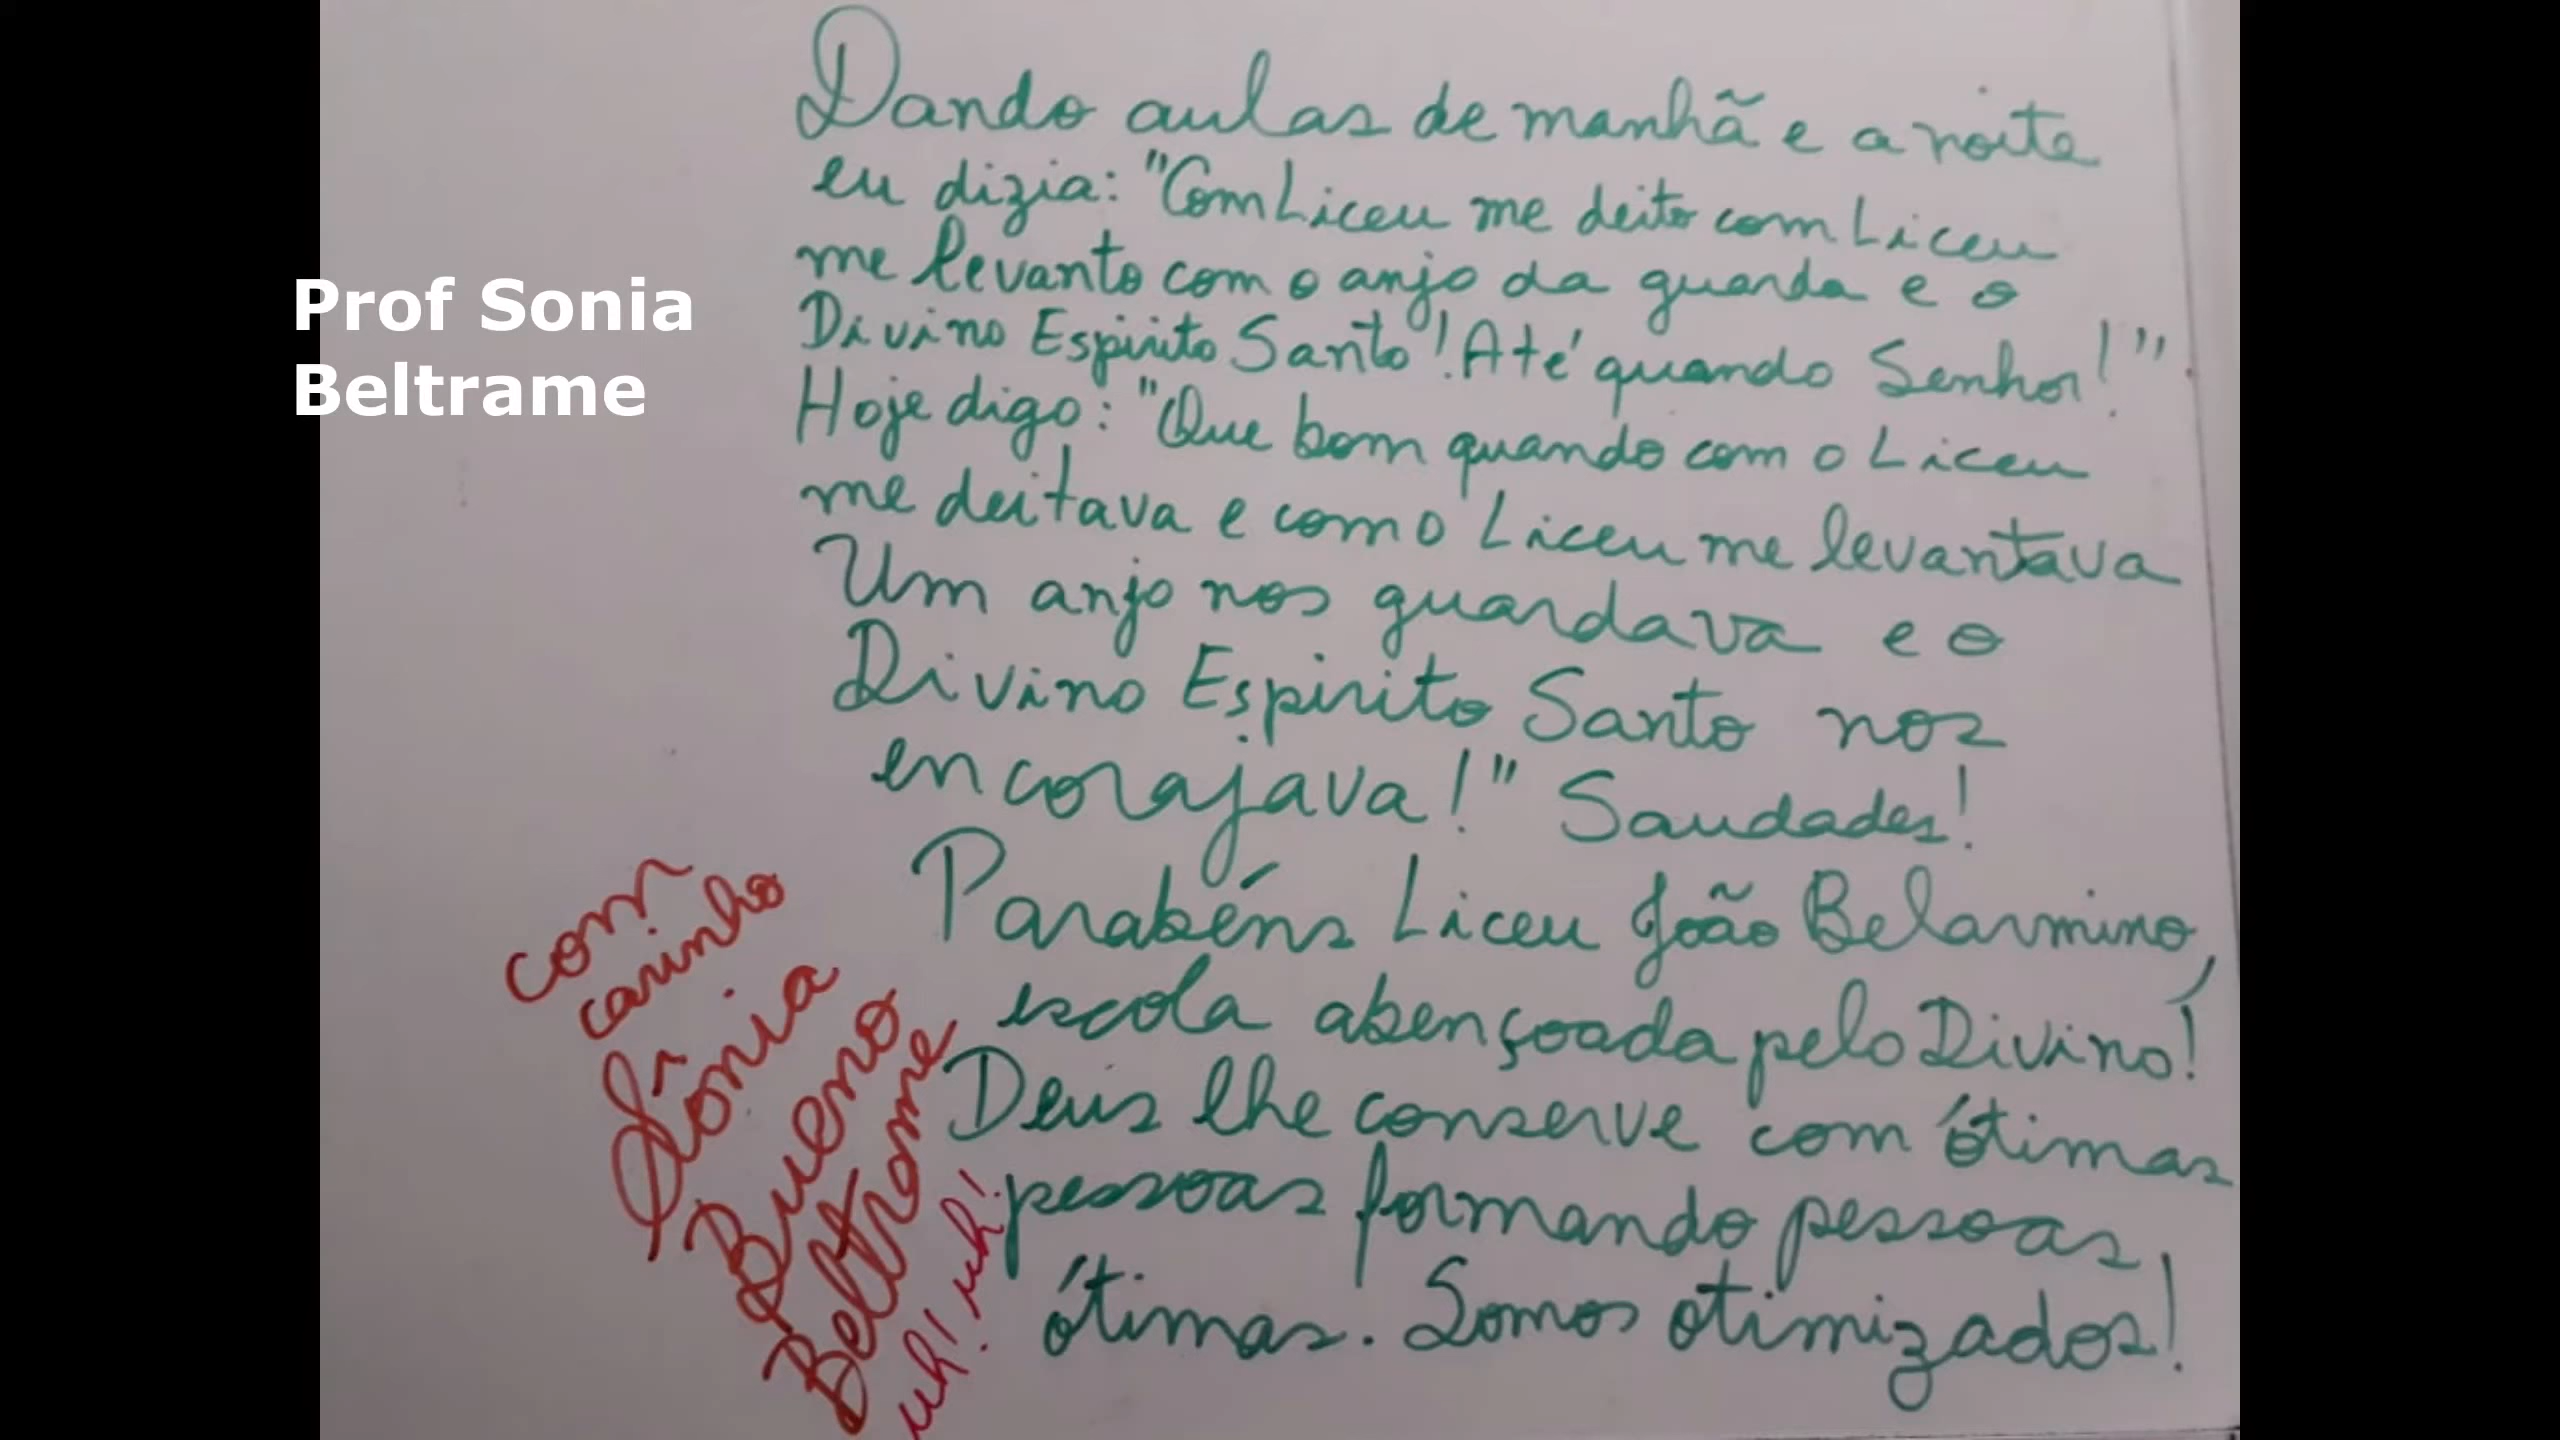 Prof Sonia
Beltrame
Dando aulas de manhã e a noite
eu dizia: "Com Liceu me deito com Liceu
me levanto com o anjo da guarda e o
Divino Espirito Santo! Até quando Senhor!"
Hoje digo: "Que bom quando com o Liceu
me deitava e com o Liceu me levantava
Um anjo nos guardava e o
Divino Espirito Santo nos
encorajava!" Saudades!
Parabéns Liceu João Belarmino,
escola abençoada pelo Divino!
Deus lhe conserve com ótimas
pessoas formando pessoas
ótimas. Somos otimizados!
com
carinho
Sônia
Bueno
Beltrame
uh! uh!